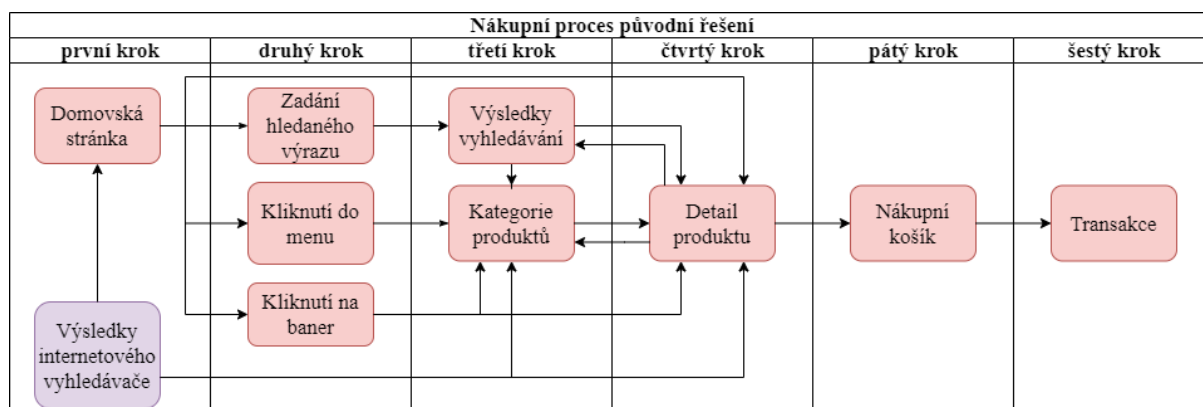 Nákupní proces původní řešení
první krok
druhý krok
třetí krok
čtvrtý krok
pátý krok
šestý krok
Domovská
stránka
Zadání
hledaného
výrazu
Výsledky
vyhledávání
Kliknutí do
menu
Kategorie
produktů
Detail
produktu
Nákupní
košík
Transakce
Kliknutí na
baner
Výsledky
internetového
vyhledávače